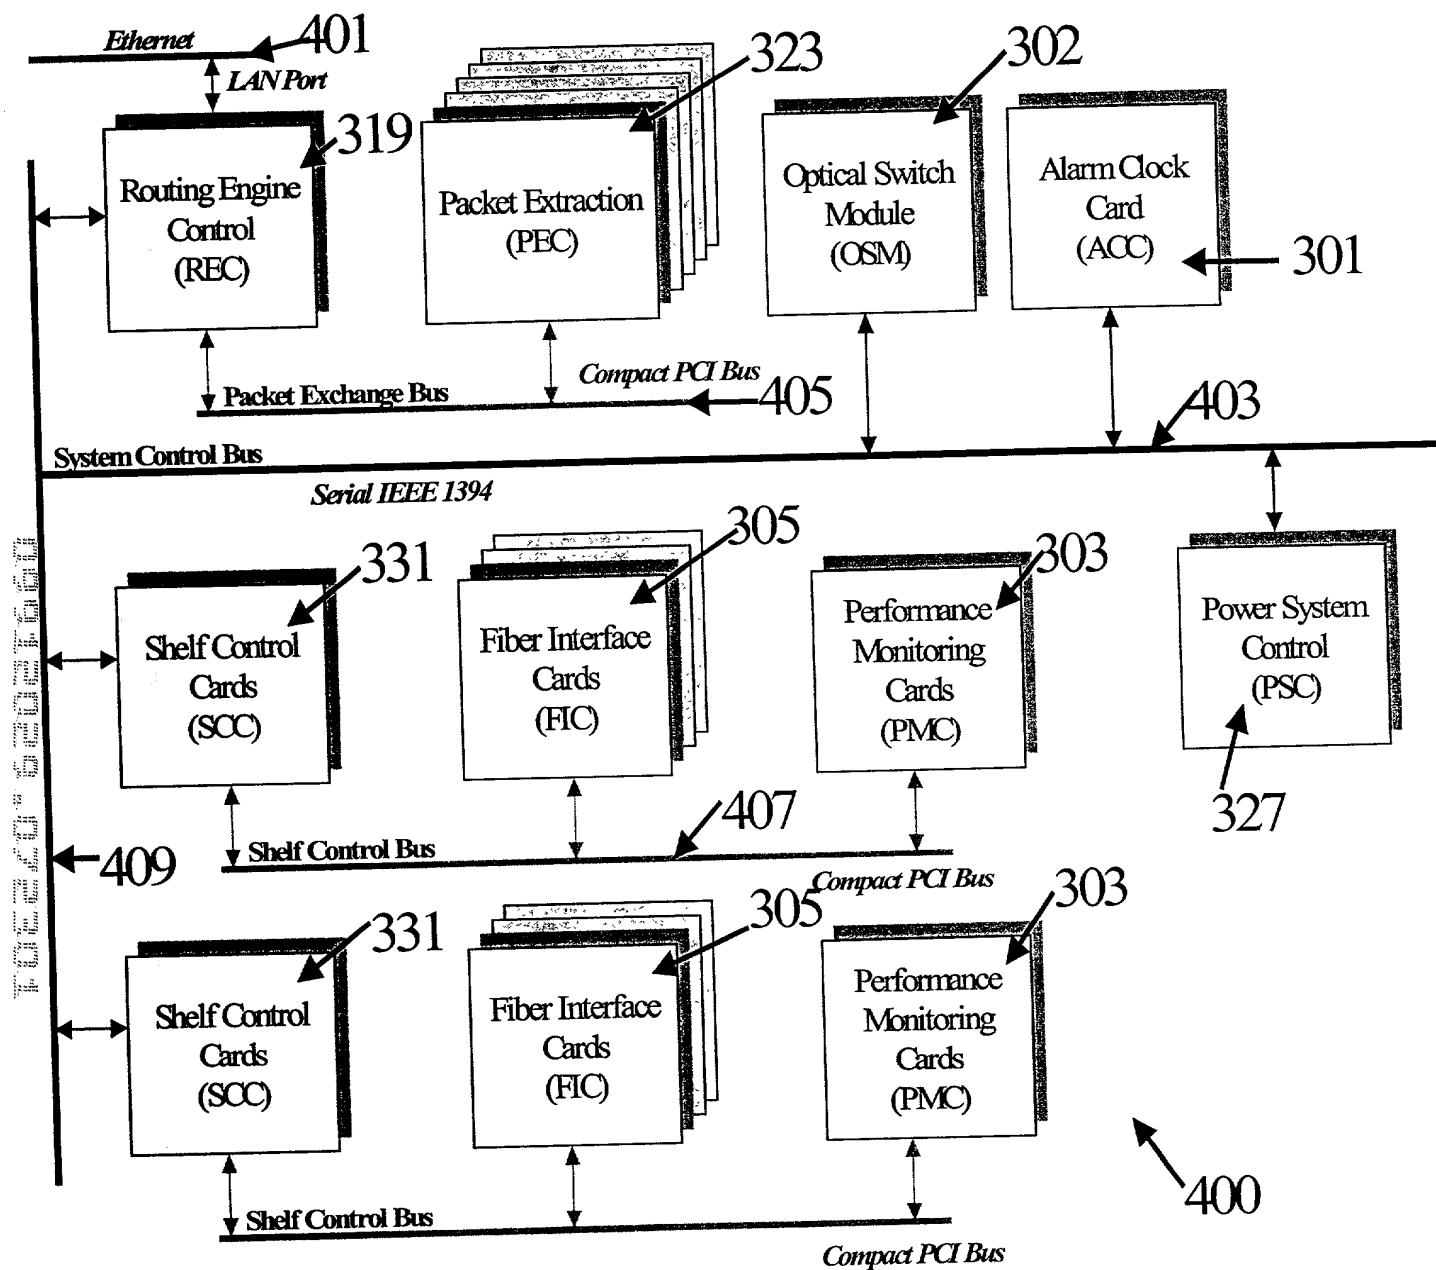 Ethernet
401
LAN Port
323
302
319
Routing Engine
Control
(REC)
Packet Extraction
(PEC)
Optical Switch
Module
(OSM)
Alarm Clock
Card
(ACC)
301
Compact PCI Bus
Packet Exchange Bus
405
403
System Control Bus
Serial IEEE 1394
331
305
303
Shelf Control
Cards
(SCC)
Fiber Interface
Cards
(FIC)
Performance
Monitoring
Cards
(PMC)
Power System
Control
(PSC)
327
407
Shelf Control Bus
409
Compact PCI Bus
331
305
303
Shelf Control
Cards
(SCC)
Fiber Interface
Cards
(FIC)
Performance
Monitoring
Cards
(PMC)
400
Shelf Control Bus
Compact PCI Bus